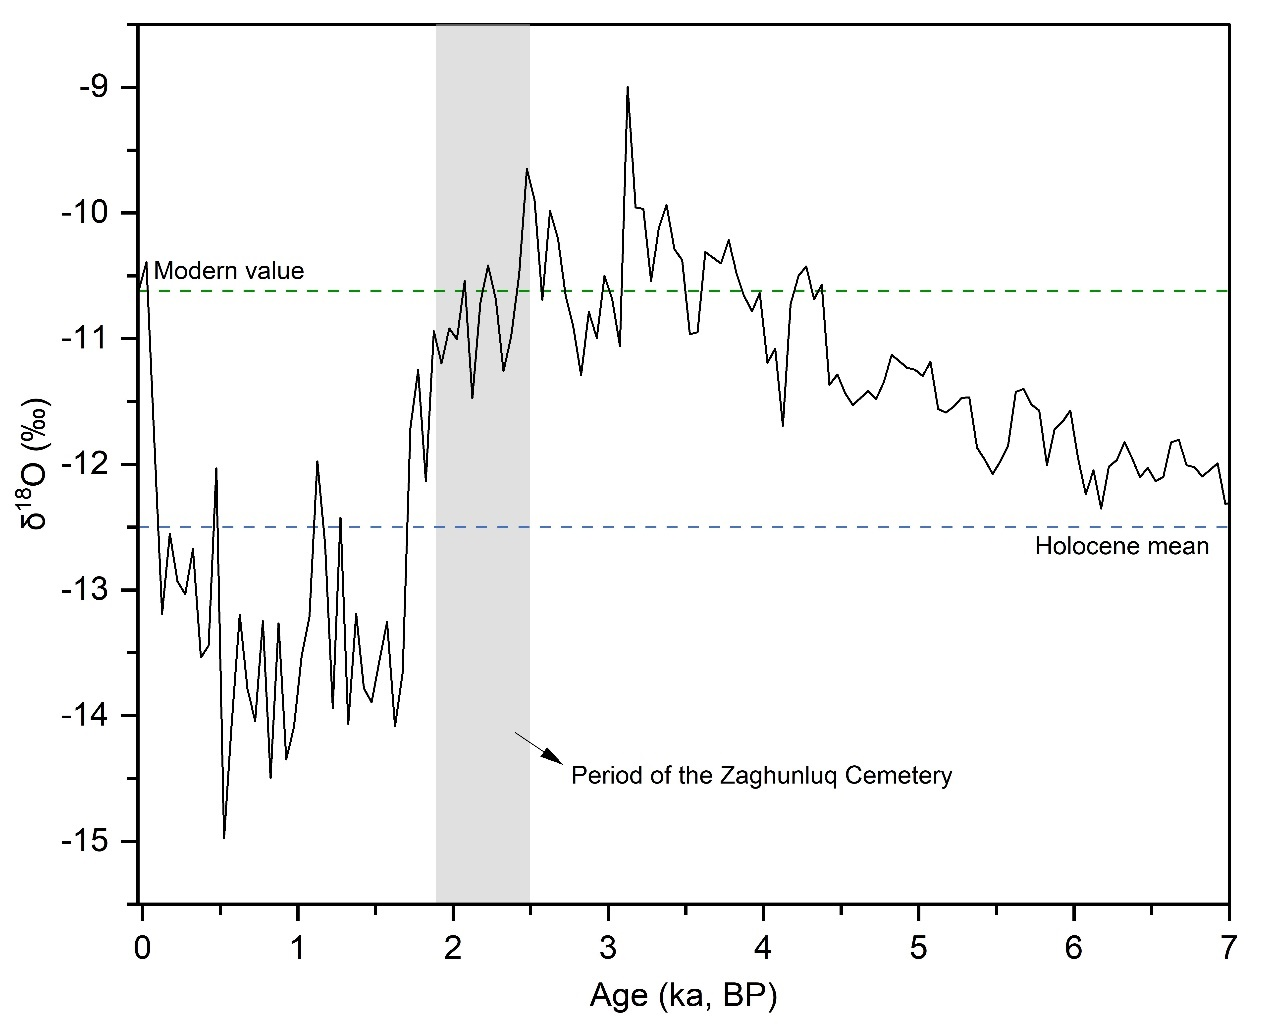 -9
-10
Modern value
-11
-12
Holocene mean
-13
-14
Period of the Zaghunluq Cemetery
-15
δ¹⁸O (‰)
0 1 2 3 4 5 6 7
Age (ka, BP)